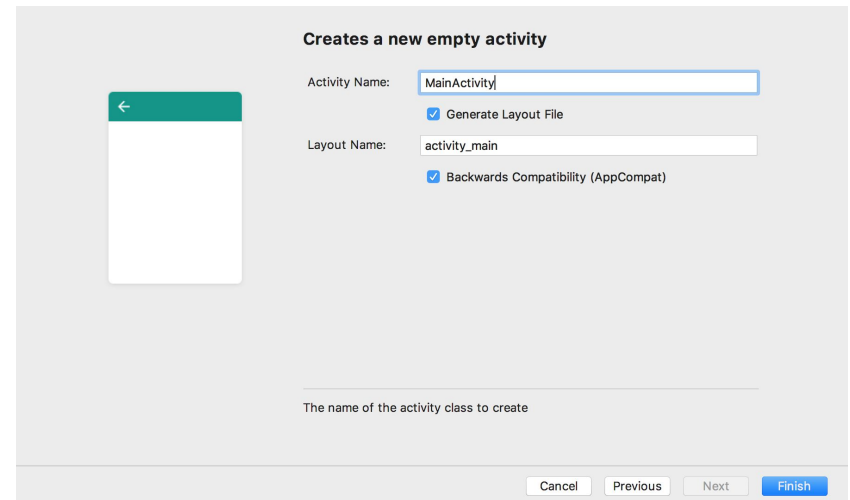 Creates a new empty activity
Activity Name: MainActivity
Generate Layout File
Layout Name: activity_main
Backwards Compatibility (AppCompat)
The name of the activity class to create
Cancel Previous Next Finish